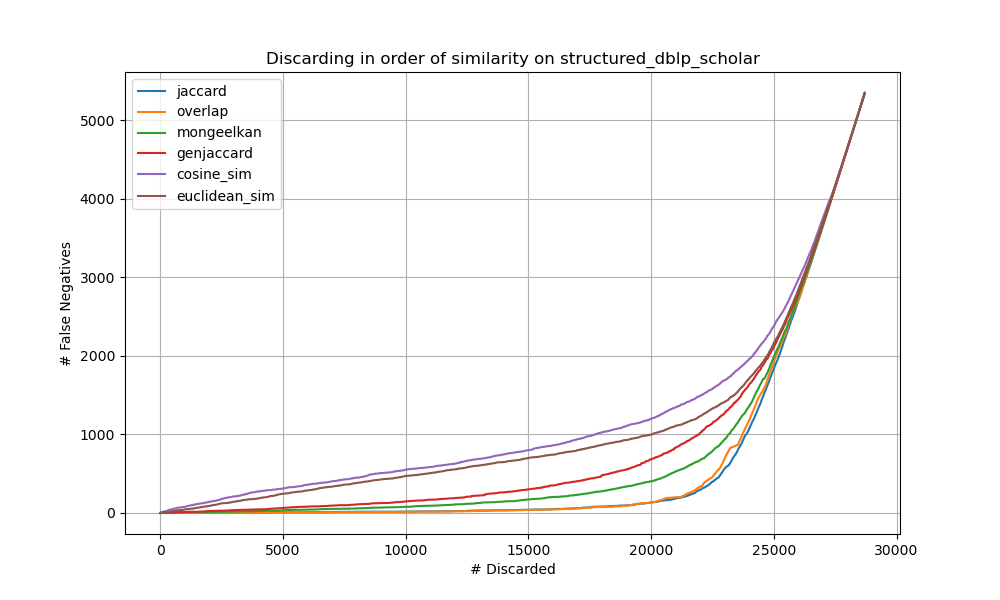 Discarding in order of similarity on structured_dblp_scholar
jaccard
overlap
mongeelkan
genjaccard
cosine_sim
euclidean_sim
# False Negatives
5000
4000
3000
2000
1000
0
0 5000 10000 15000 20000 25000 30000
# Discarded